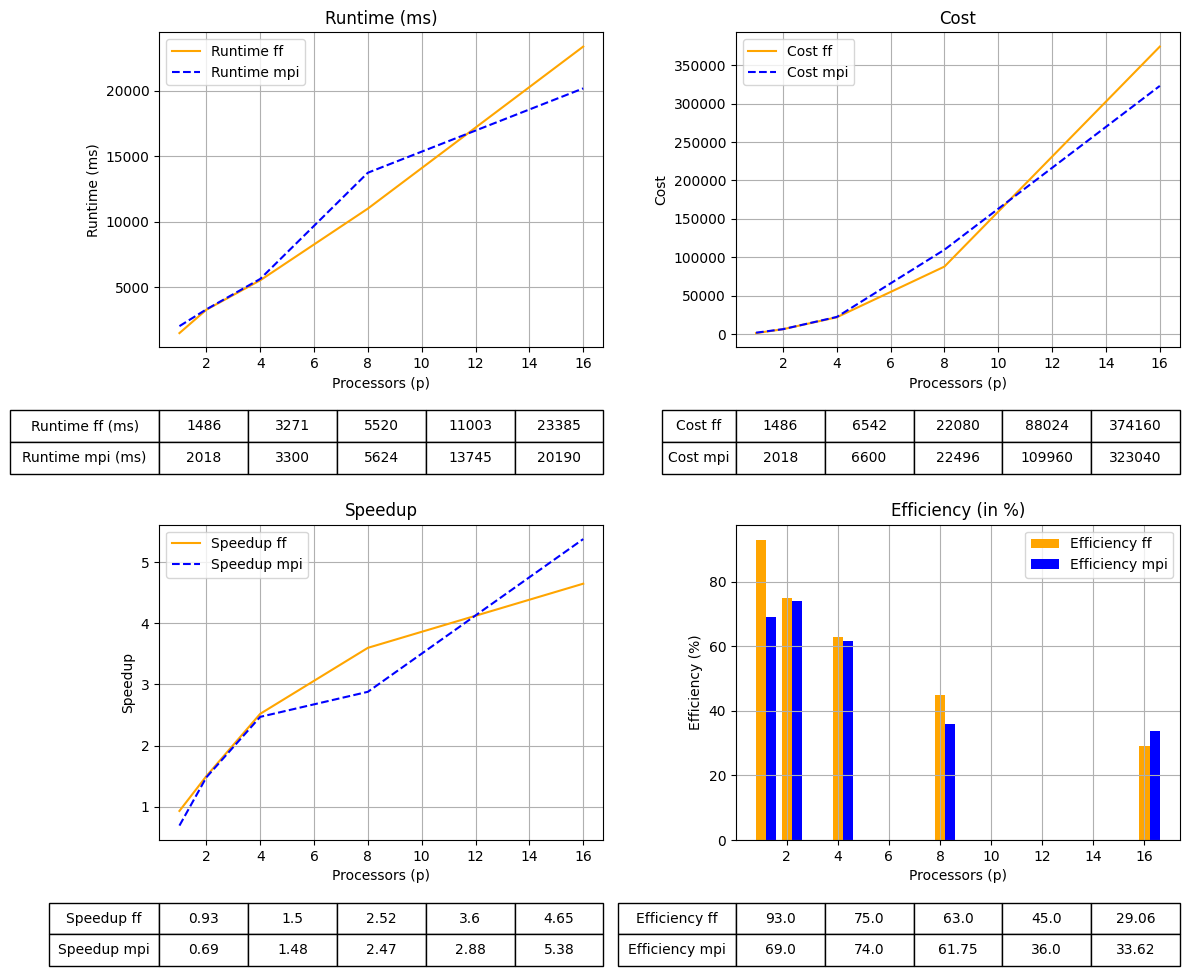 Runtime (ms)
Runtime ff
Runtime mpi
Runtime (ms)
20000
15000
10000
5000
2 4 6 8 10 12 14 16
Processors (p)
Runtime ff (ms) 1486 3271 5520 11003 23385
Runtime mpi (ms) 2018 3300 5624 13745 20190
Cost
Cost ff
Cost mpi
Cost
350000
300000
250000
200000
150000
100000
50000
0
2 4 6 8 10 12 14 16
Processors (p)
Cost ff 1486 6542 22080 88024 374160
Cost mpi 2018 6600 22496 109960 323040
Speedup
Speedup ff
Speedup mpi
Speedup
5
4
3
2
1
2 4 6 8 10 12 14 16
Processors (p)
Speedup ff 0.93 1.5 2.52 3.6 4.65
Speedup mpi 0.69 1.48 2.47 2.88 5.38
Efficiency (in %)
Efficiency ff
Efficiency mpi
Efficiency (%)
80
60
40
20
0
2 4 6 8 10 12 14 16
Processors (p)
Efficiency ff 93.0 75.0 63.0 45.0 29.06
Efficiency mpi 69.0 74.0 61.75 36.0 33.62